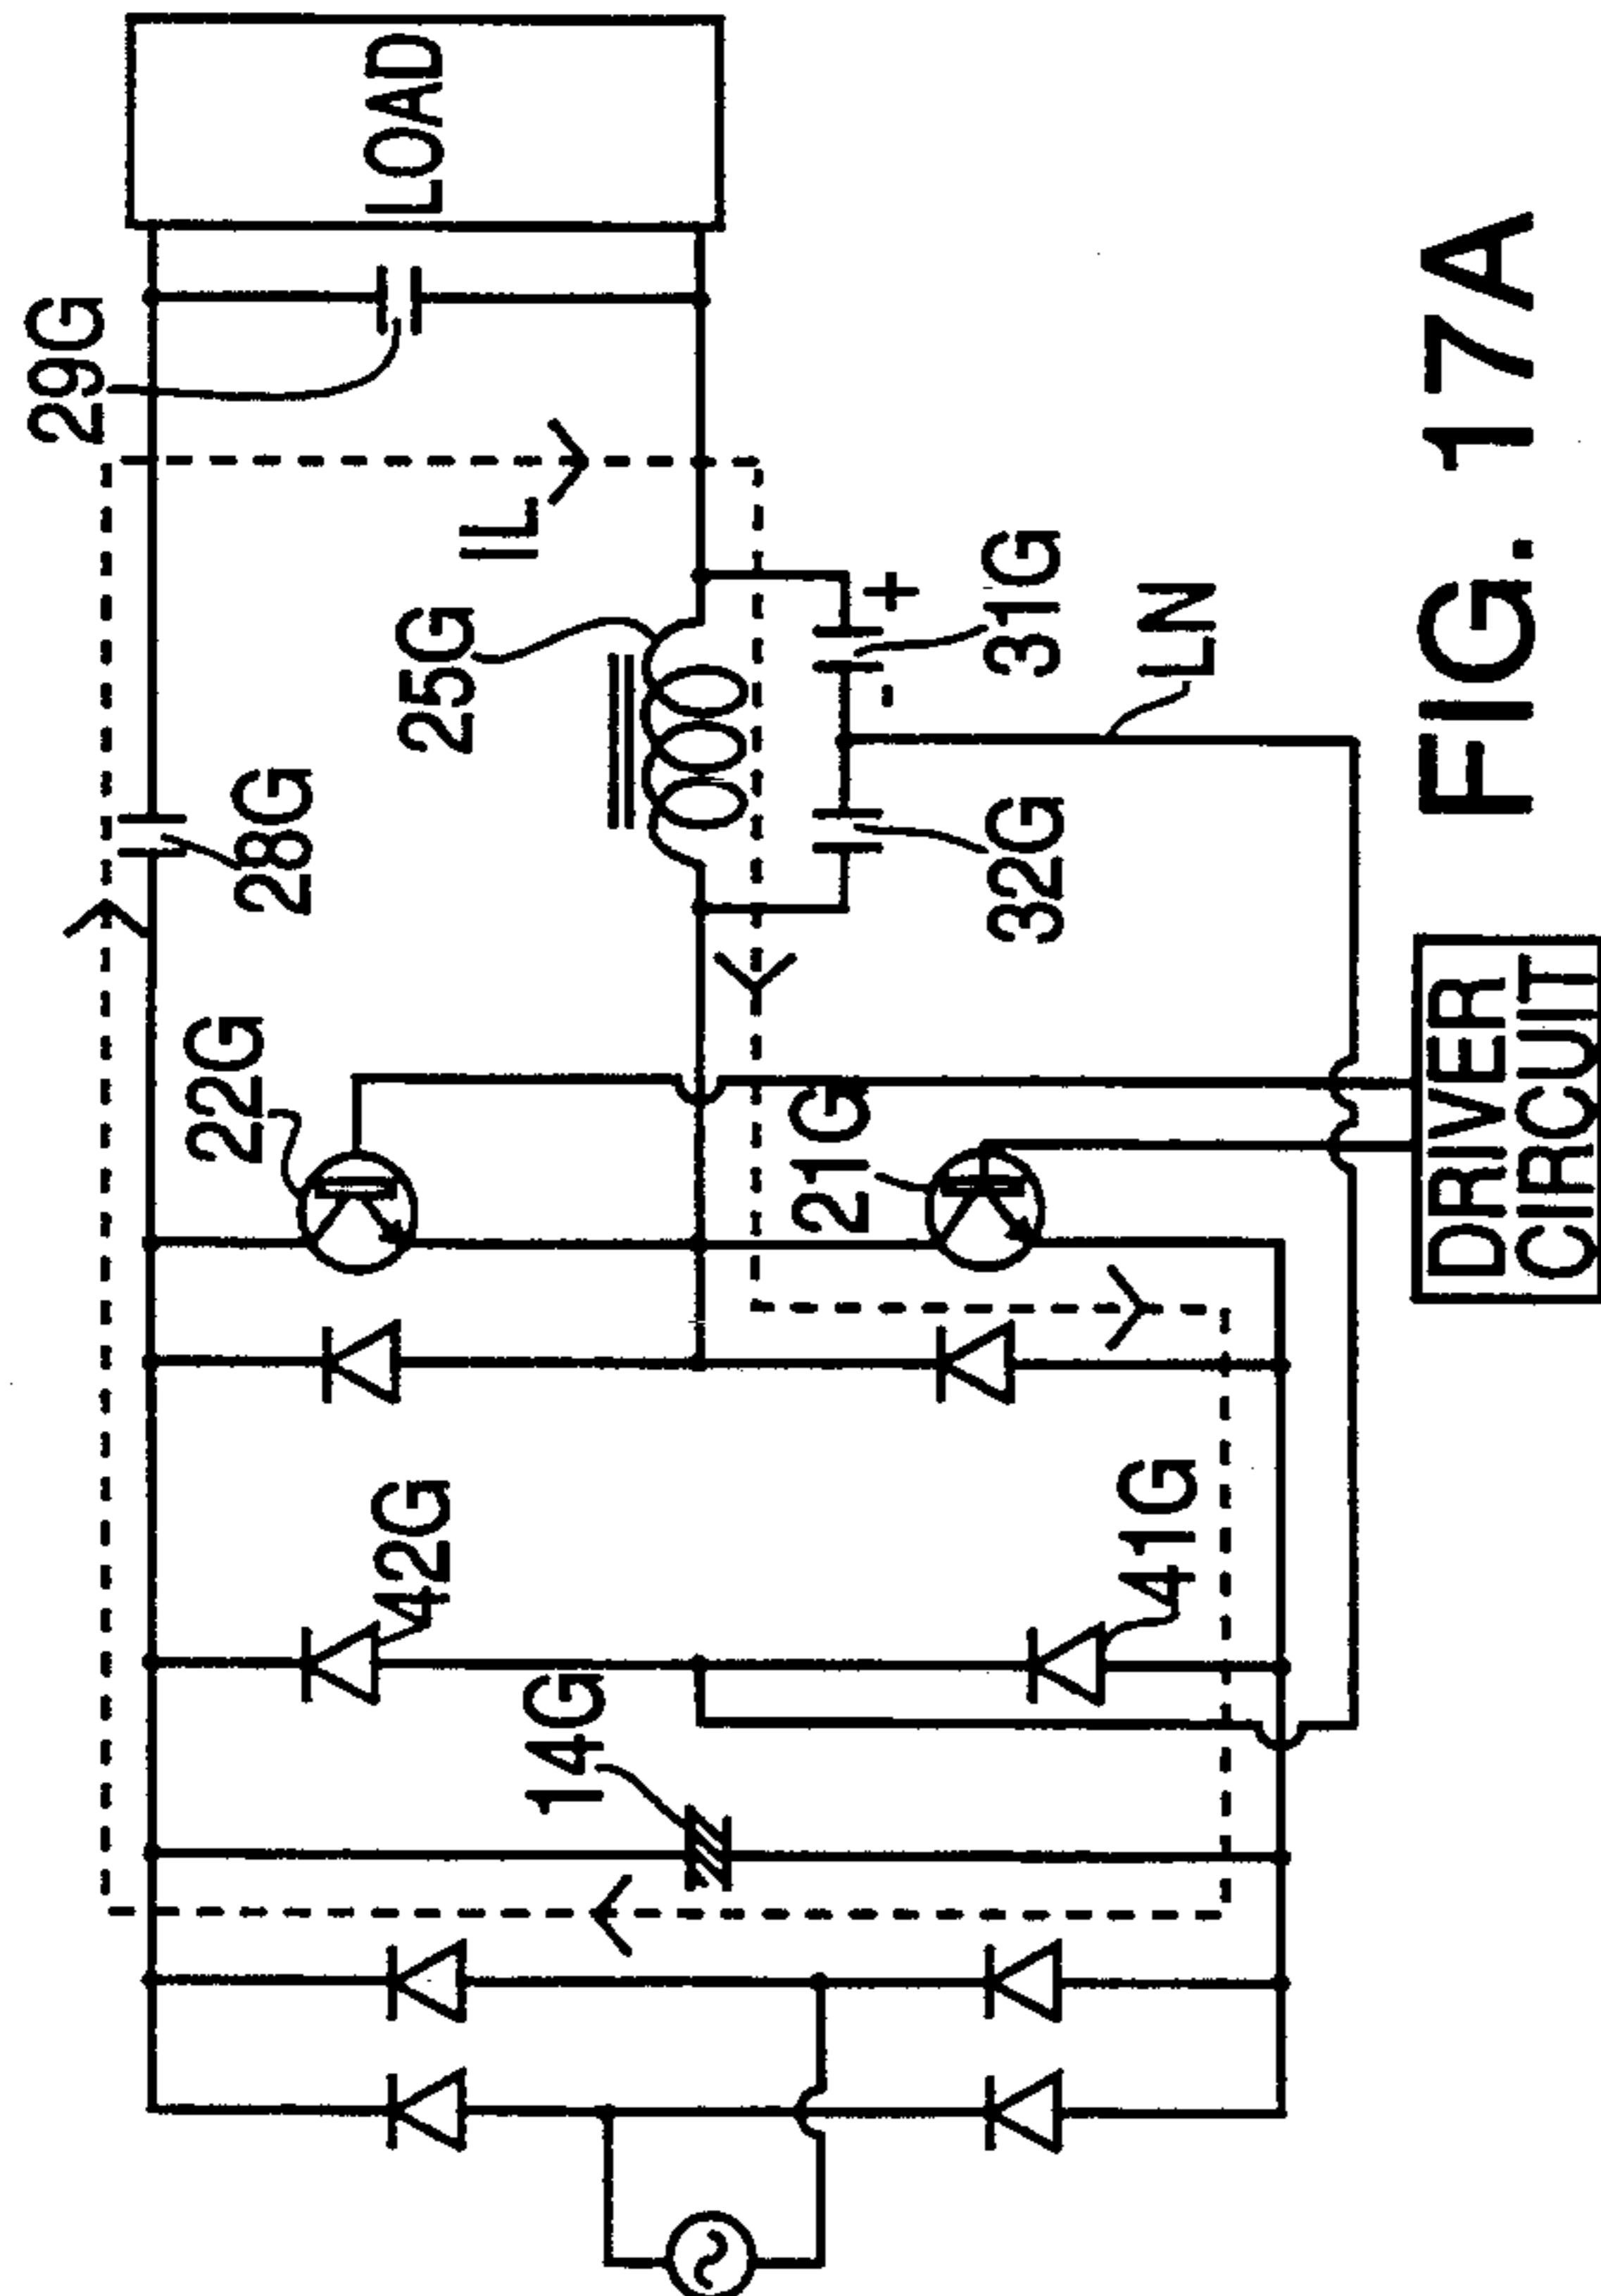 29G
LOAD
28G
IL
25G
22G
31G
+
-
32G
LN
21G
42G
14G
41G
DRIVER
CIRCUIT
FIG. 17A